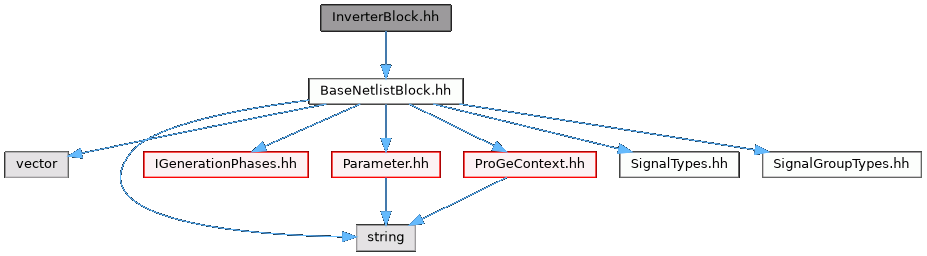 InverterBlock.hh
BaseNetlistBlock.hh
vector
IGenerationPhases.hh
Parameter.hh
ProGeContext.hh
SignalTypes.hh
SignalGroupTypes.hh
string